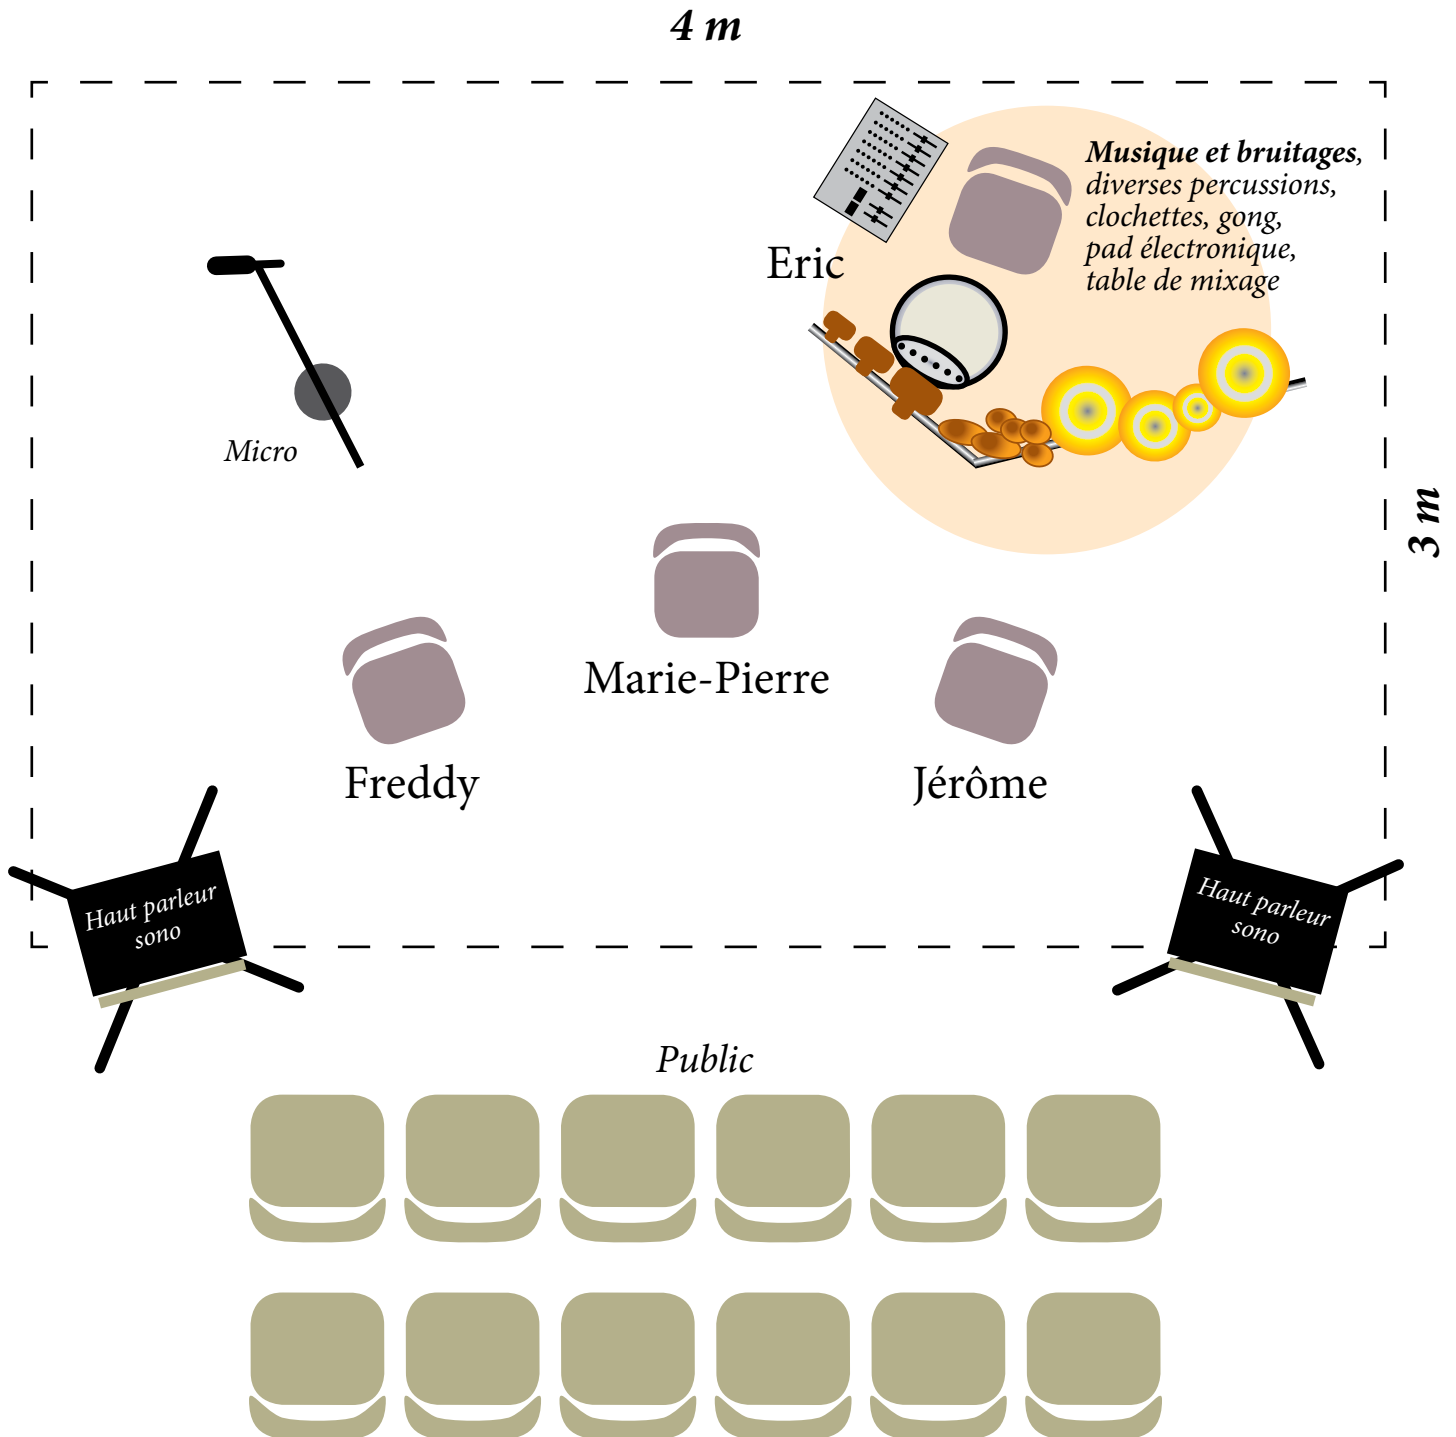 4 m
Musique et bruitages,
diverses percussions,
clochettes, gong,
pad électronique,
table de mixage
Eric
Micro
3 m
Marie-Pierre
Freddy
Jérôme
Haut parleur
sono
Haut parleur
sono
Public